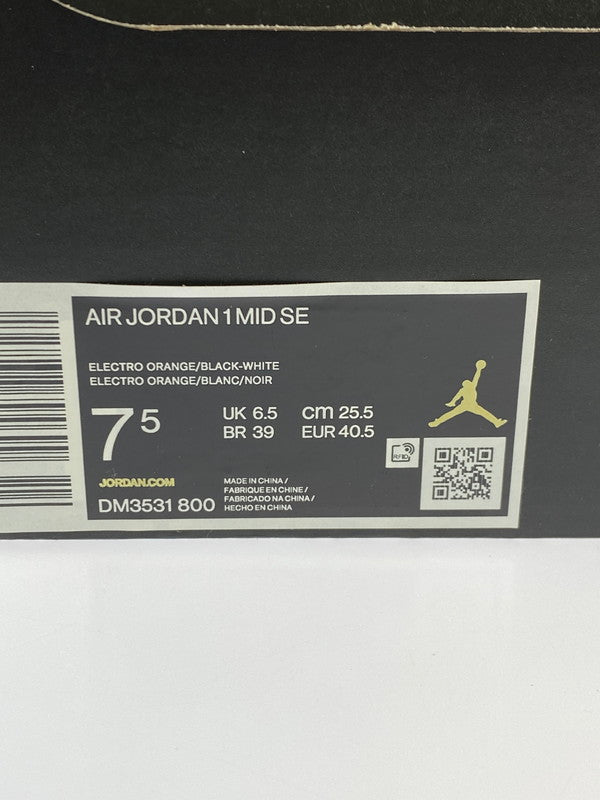 AIR JORDAN 1 MID SE
ELECTRO ORANGE/BLACK-WHITE
ELECTRO ORANGE/BLANC/NOIR
7 5
UK 6.5 cm 25.5
BR 39 EUR 40.5
RFID
JORDAN.COM
DM3531 800
MADE IN CHINA /
FABRIQUE EN CHINE /
FABRICADO NA CHINA /
HECHO EN CHINA